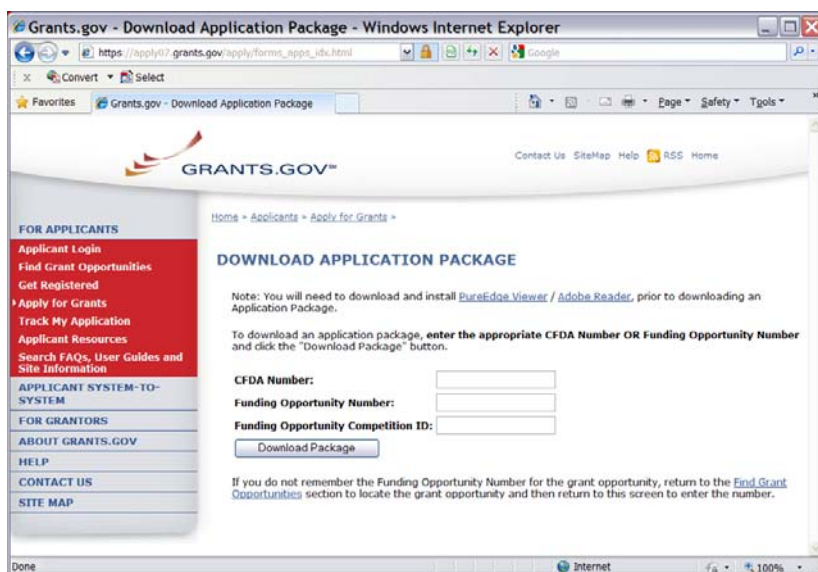 Grants.gov - Download Application Package - Windows Internet Explorer
https://apply07.grants.gov/apply/forms_apps_idx.html
Google
x Convert Select
Favorites Grants.gov - Download Application Package Page Safety Tools
GRANTS.GOV℠
Contact Us SiteMap Help RSS Home
Home > Applicants > Apply for Grants >
FOR APPLICANTS
Applicant Login
Find Grant Opportunities
Get Registered
Apply for Grants
Track My Application
Applicant Resources
Search FAQs, User Guides and
Site Information
APPLICANT SYSTEM-TO-
SYSTEM
FOR GRANTORS
ABOUT GRANTS.GOV
HELP
CONTACT US
SITE MAP
DOWNLOAD APPLICATION PACKAGE
Note: You will need to download and install PureEdge Viewer / Adobe Reader, prior to downloading an
Application Package.
To download an application package, enter the appropriate CFDA Number OR Funding Opportunity Number
and click the "Download Package" button.
CFDA Number:
Funding Opportunity Number:
Funding Opportunity Competition ID:
Download Package
If you do not remember the Funding Opportunity Number for the grant opportunity, return to the Find Grant
Opportunities section to locate the grant opportunity and then return to this screen to enter the number.
Done Internet 100%